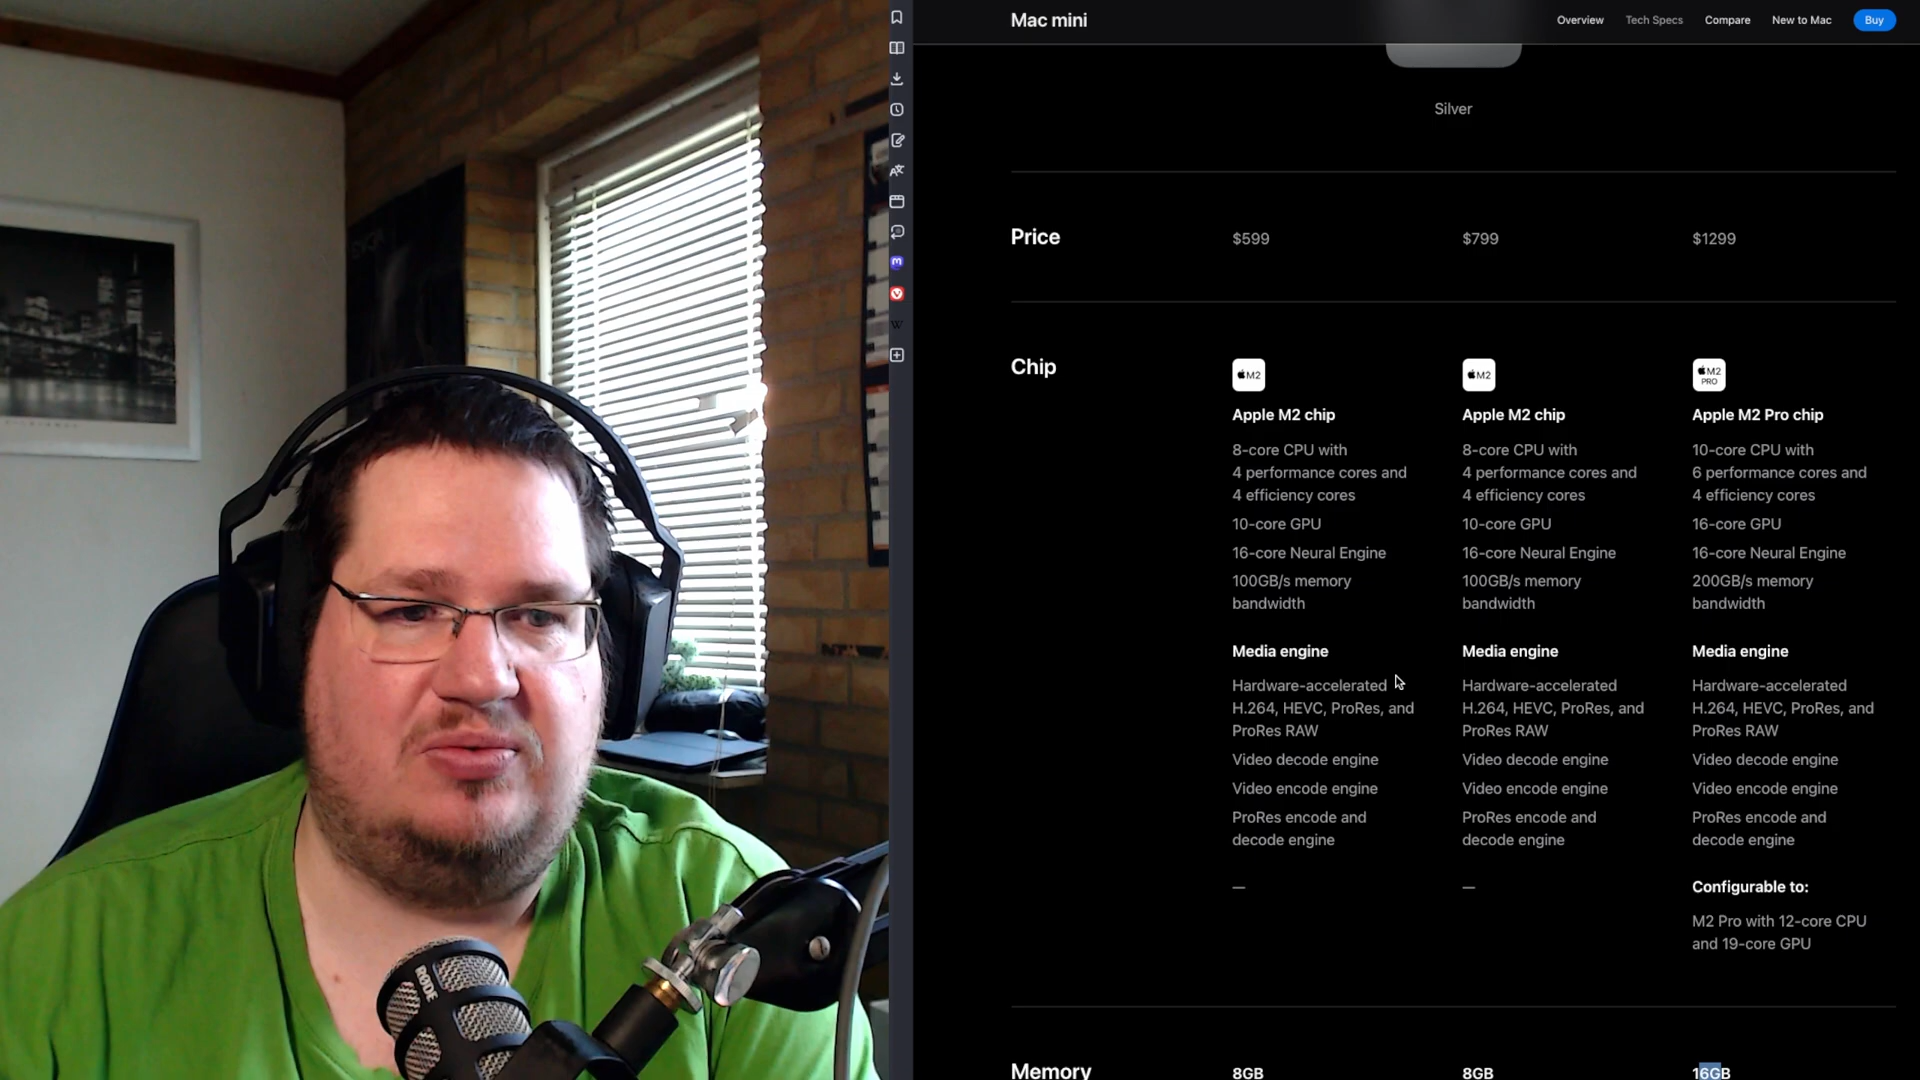 Mac mini
Overview
Tech Specs
Compare
New to Mac
Buy
Silver
Price
$599
$799
$1299
Chip
M2
M2
M2
PRO
Apple M2 chip
8-core CPU with
4 performance cores and
4 efficiency cores
10-core GPU
16-core Neural Engine
100GB/s memory
bandwidth
Media engine
Hardware-accelerated
H.264, HEVC, ProRes, and
ProRes RAW
Video decode engine
Video encode engine
ProRes encode and
decode engine
—
Apple M2 chip
8-core CPU with
4 performance cores and
4 efficiency cores
10-core GPU
16-core Neural Engine
100GB/s memory
bandwidth
Media engine
Hardware-accelerated
H.264, HEVC, ProRes, and
ProRes RAW
Video decode engine
Video encode engine
ProRes encode and
decode engine
—
Apple M2 Pro chip
10-core CPU with
6 performance cores and
4 efficiency cores
16-core GPU
16-core Neural Engine
200GB/s memory
bandwidth
Media engine
Hardware-accelerated
H.264, HEVC, ProRes, and
ProRes RAW
Video decode engine
Video encode engine
ProRes encode and
decode engine
Configurable to:
M2 Pro with 12-core CPU
and 19-core GPU
Memory
8GB
8GB
16GB
RODE
W